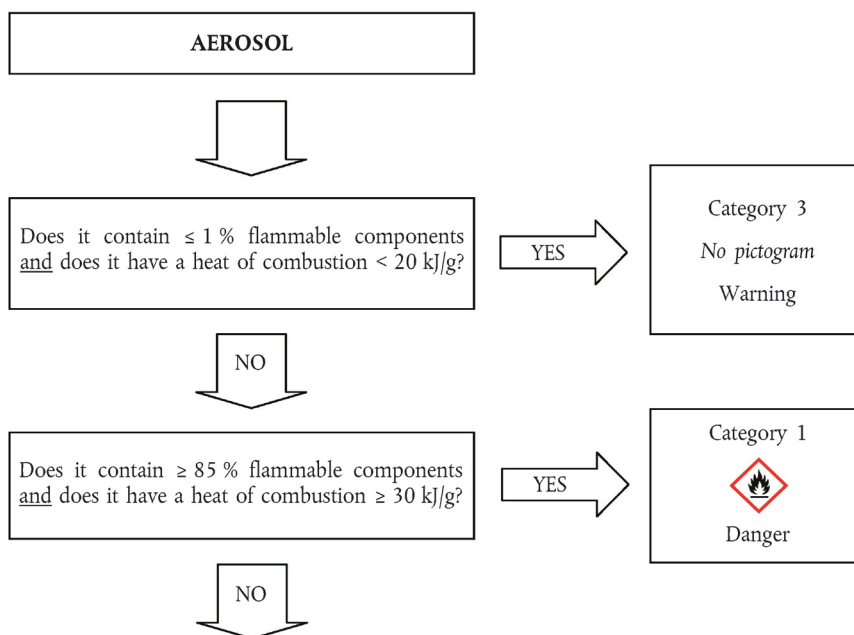 AEROSOL
Does it contain ≤ 1 % flammable components
and does it have a heat of combustion < 20 kJ/g?
YES
Category 3
No pictogram
Warning
NO
Does it contain ≥ 85 % flammable components
and does it have a heat of combustion ≥ 30 kJ/g?
YES
Category 1
Danger
NO